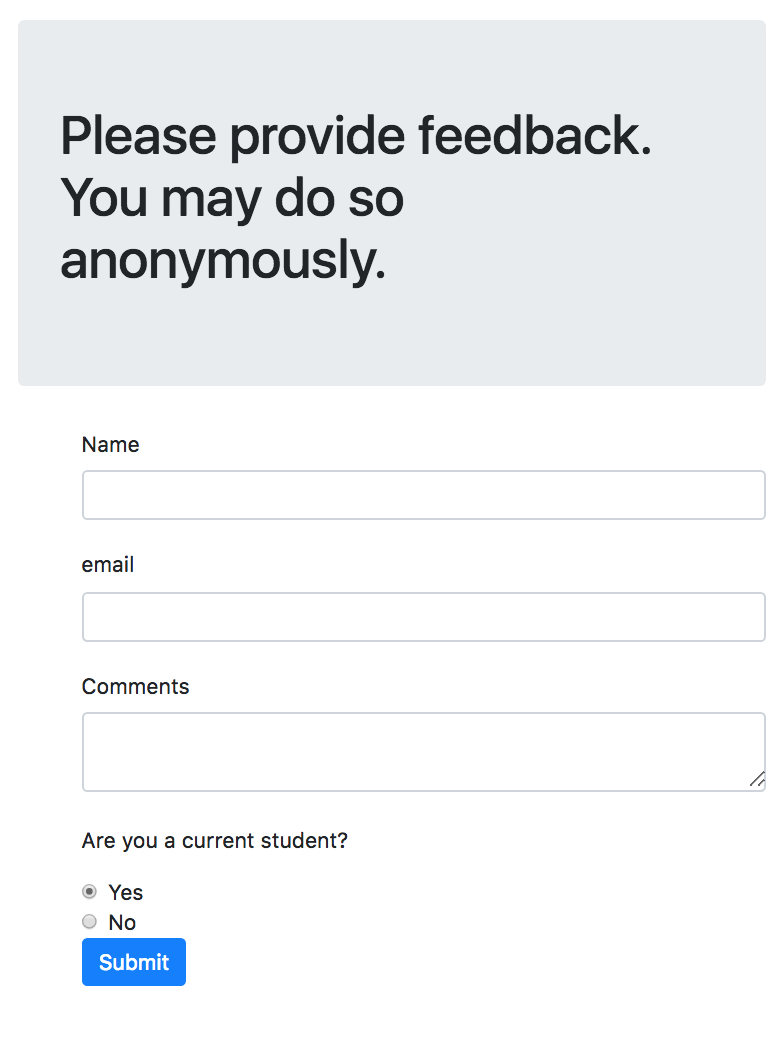 Please provide feedback.
You may do so
anonymously.
Name
email
Comments
Are you a current student?
Yes
No
Submit